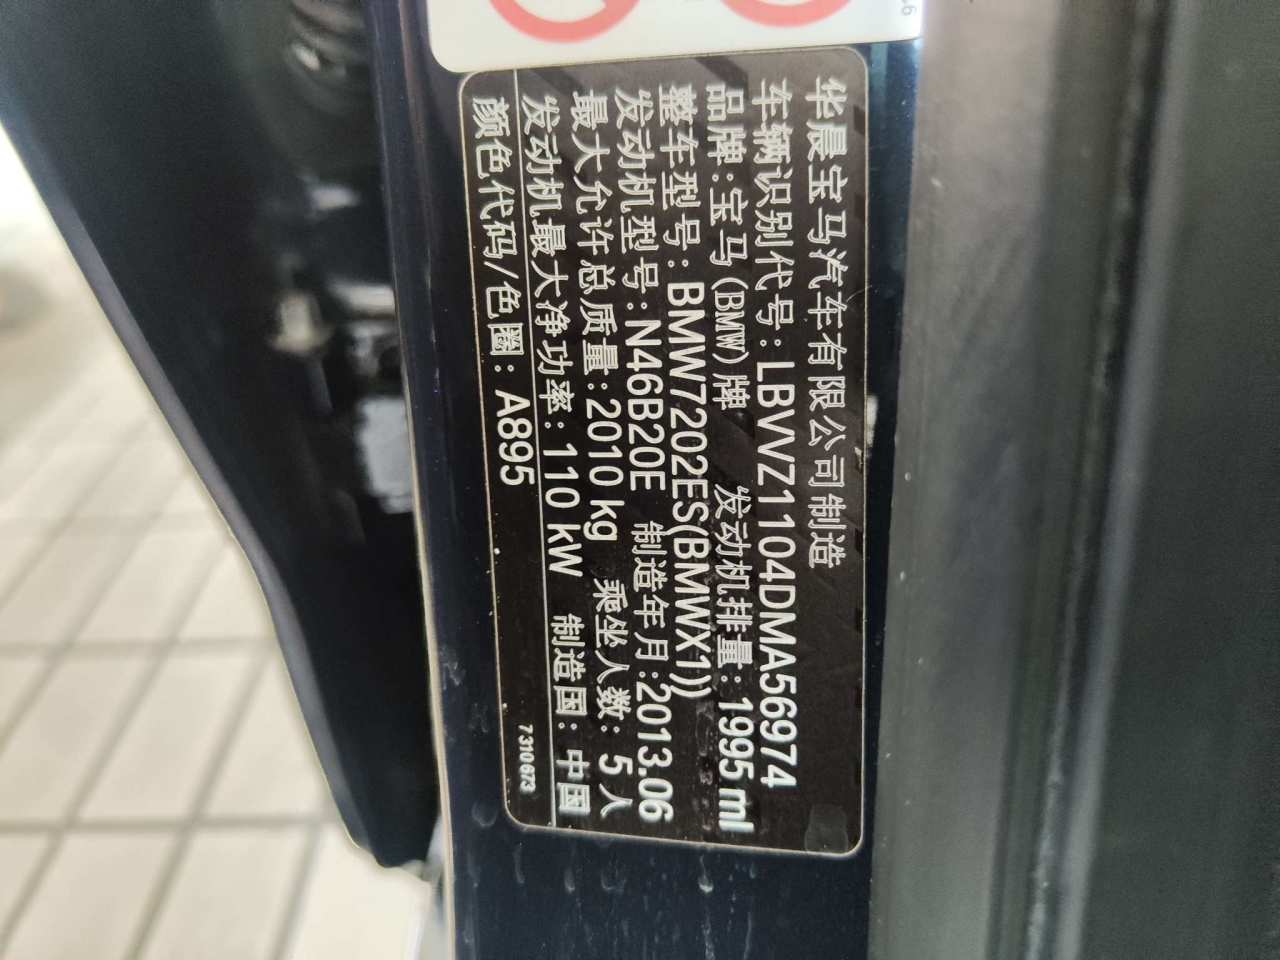 华晨宝马汽车有限公司制造
车辆识别代号:LBVVZ1104DMA56974
品牌:宝马(BMW)牌 发动机排量:1995 ml
整车型号:BMW7202ES(BMWX1))
发动机型号:N46B20E 制造年月:2013.06
最大允许总质量:2010 kg 乘坐人数:5人
发动机最大净功率:110 kW 制造国:中国
颜色代码/色圈:A895
7310673